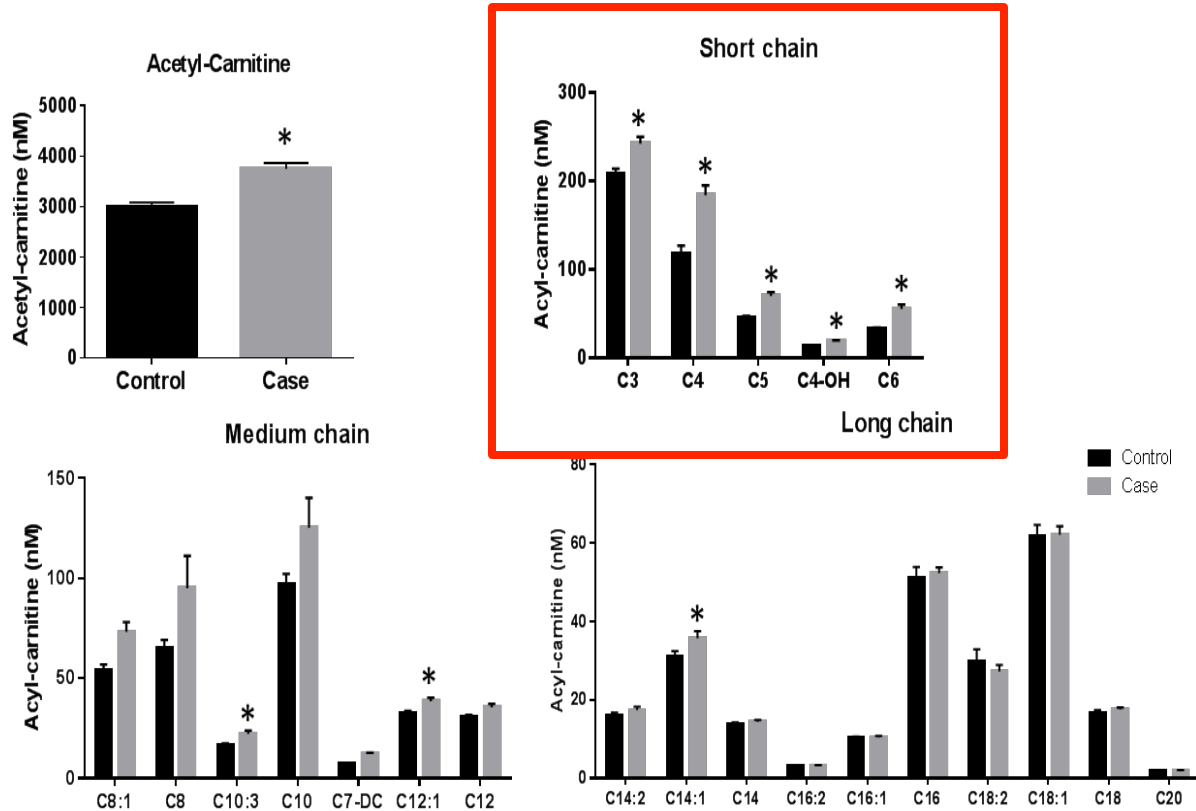 Acetyl-Carnitine
Acetyl-carnitine (nM)
5000
4000
3000
2000
1000
0
*
Control Case
Short chain
Acyl-carnitine (nM)
300
200
100
0
* * * * *
C3 C4 C5 C4-OH C6
Medium chain
Acyl-carnitine (nM)
150
100
50
0
* *
C8:1 C8 C10:3 C10 C7-DC C12:1 C12
Long chain
Acyl-carnitine (nM)
80
60
40
20
0
*
C14:2 C14:1 C14 C16:2 C16:1 C16 C18:2 C18:1 C18 C20
Control
Case